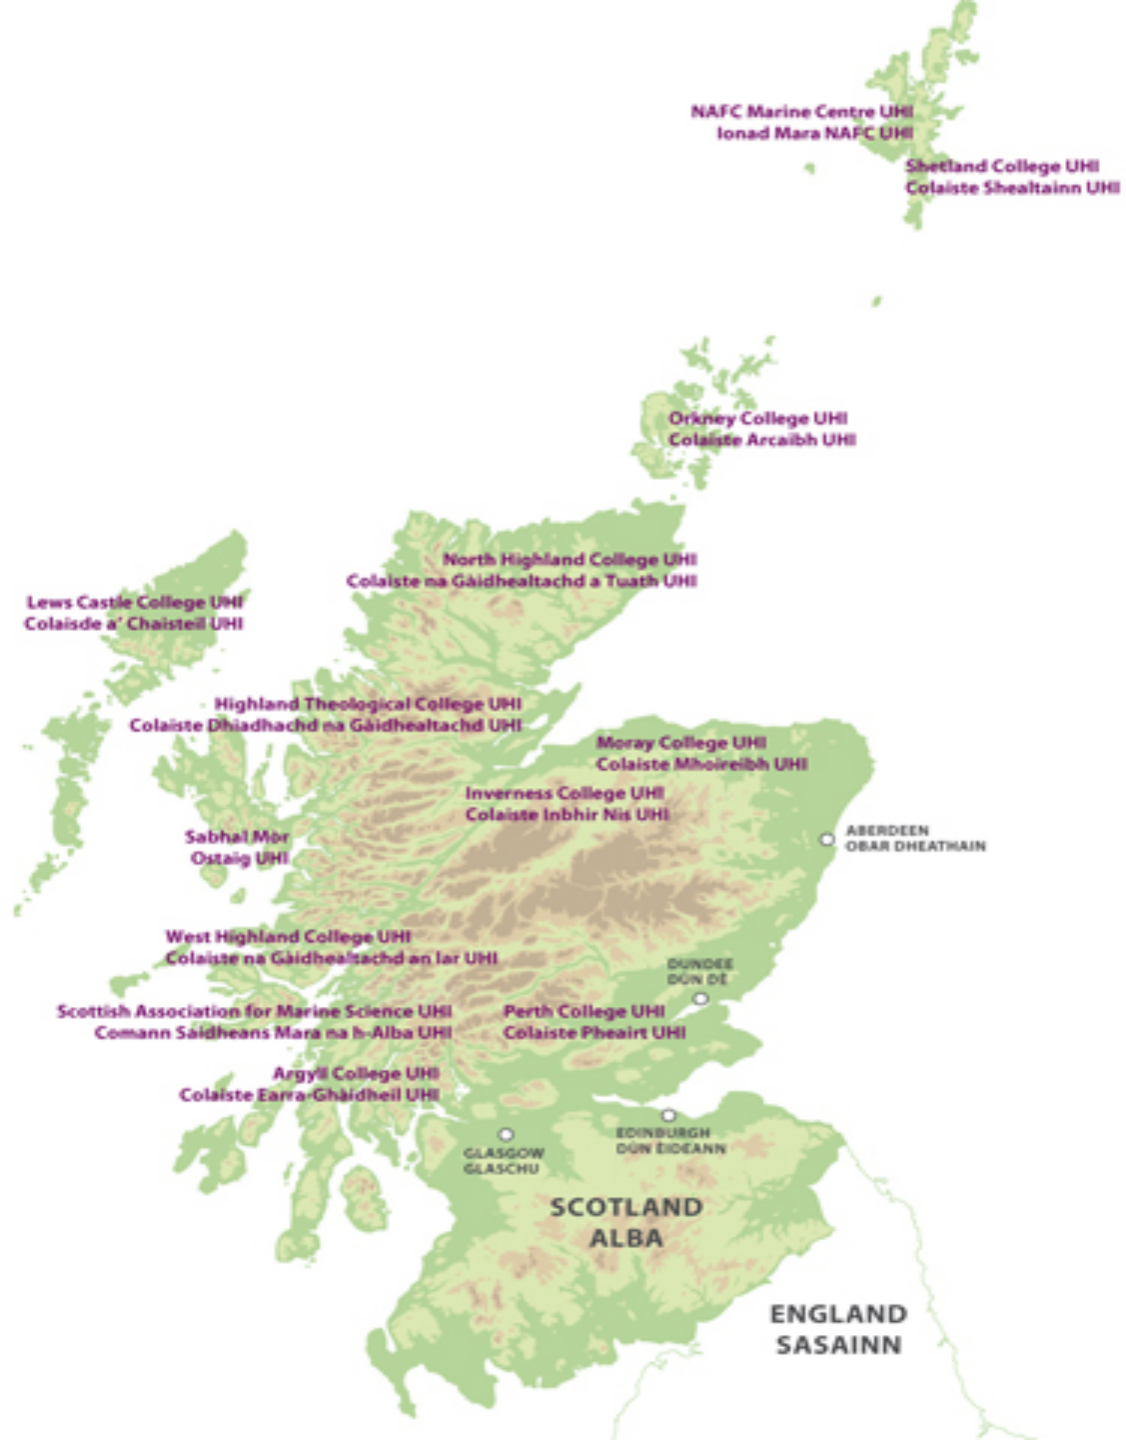 NAFC Marine Centre UHI
Ionad Mara NAFC UHI
Shetland College UHI
Colaiste Shealtainn UHI
Orkney College UHI
Colaiste Arcaibh UHI
North Highland College UHI
Colaiste na Gàidhealtachd a Tuath UHI
Lews Castle College UHI
Colaisde a' Chaisteil UHI
Highland Theological College UHI
Colaiste Dhiadhachd na Gàidhealtachd UHI
Moray College UHI
Colaiste Mhoireibh UHI
Inverness College UHI
Colaiste Inbhir Nis UHI
Sabhal Mòr
Ostaig UHI
ABERDEEN
OBAR DHEATHAIN
West Highland College UHI
Colaiste na Gàidhealtachd an Iar UHI
DUNDEE
DÙN DÈ
Scottish Association for Marine Science UHI
Comann Saidheans Mara na h-Alba UHI
Perth College UHI
Colaiste Pheairt UHI
Argyll College UHI
Colaiste Earra-Ghàidheil UHI
EDINBURGH
DÙN ÈIDEANN
GLASGOW
GLASCHU
SCOTLAND
ALBA
ENGLAND
SASAINN